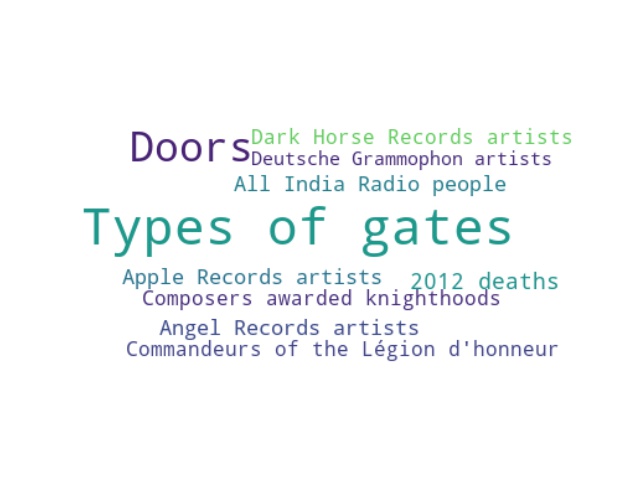 Doors
Dark Horse Records artists
Deutsche Grammophon artists
All India Radio people
Types of gates
Apple Records artists
2012 deaths
Composers awarded knighthoods
Angel Records artists
Commandeurs of the Légion d'honneur